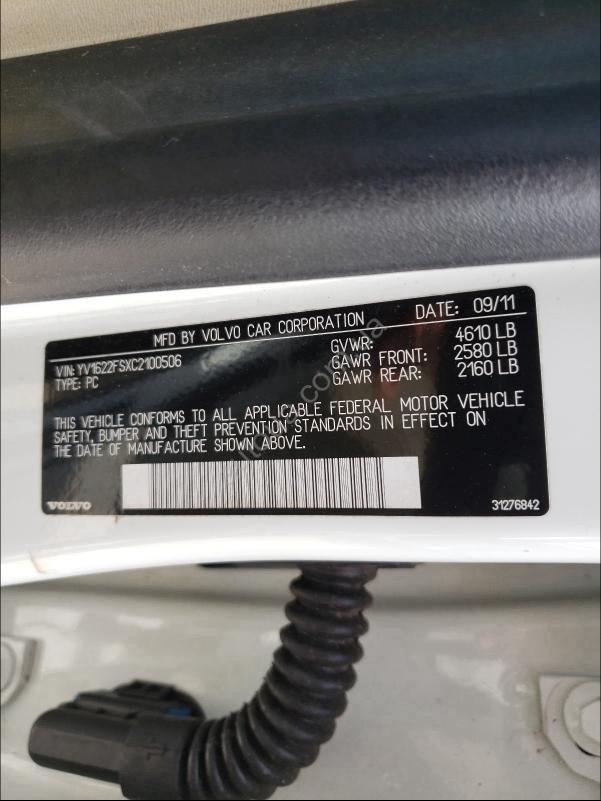 MFD BY VOLVO CAR CORPORATION DATE: 09/11
VIN: YV1622FSXC2100506
TYPE: PC
GVWR: 4610 LB
GAWR FRONT: 2580 LB
GAWR REAR: 2160 LB
THIS VEHICLE CONFORMS TO ALL APPLICABLE FEDERAL MOTOR VEHICLE
SAFETY, BUMPER AND THEFT PREVENTION STANDARDS IN EFFECT ON
THE DATE OF MANUFACTURE SHOWN ABOVE.
VOLVO
31276842